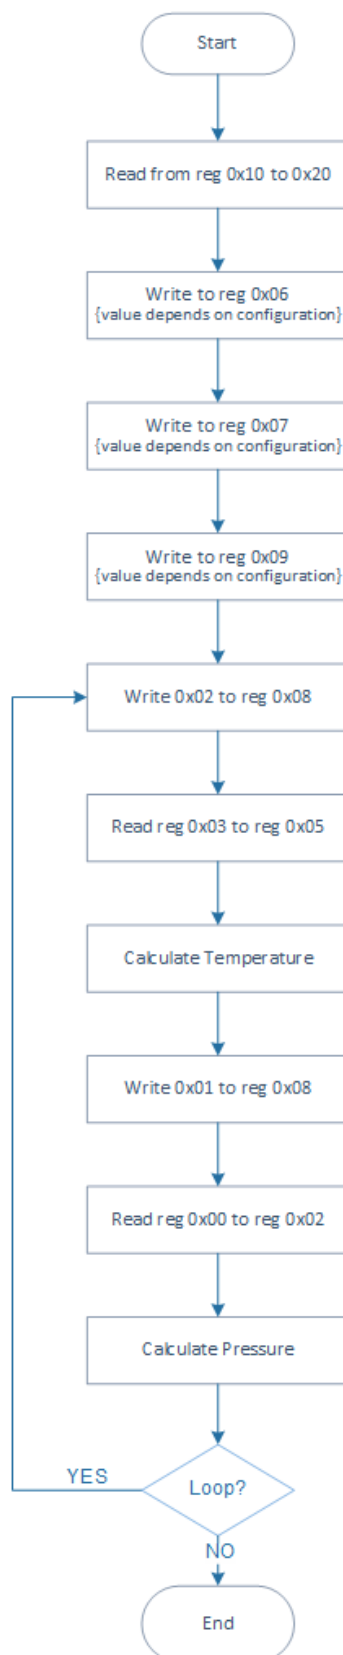 Start
Read from reg 0x10 to 0x20
Write to reg 0x06
{value depends on configuration}
Write to reg 0x07
{value depends on configuration}
Write to reg 0x09
{value depends on configuration}
Write 0x02 to reg 0x08
Read reg 0x03 to reg 0x05
Calculate Temperature
Write 0x01 to reg 0x08
Read reg 0x00 to reg 0x02
Calculate Pressure
YES
Loop?
NO
End